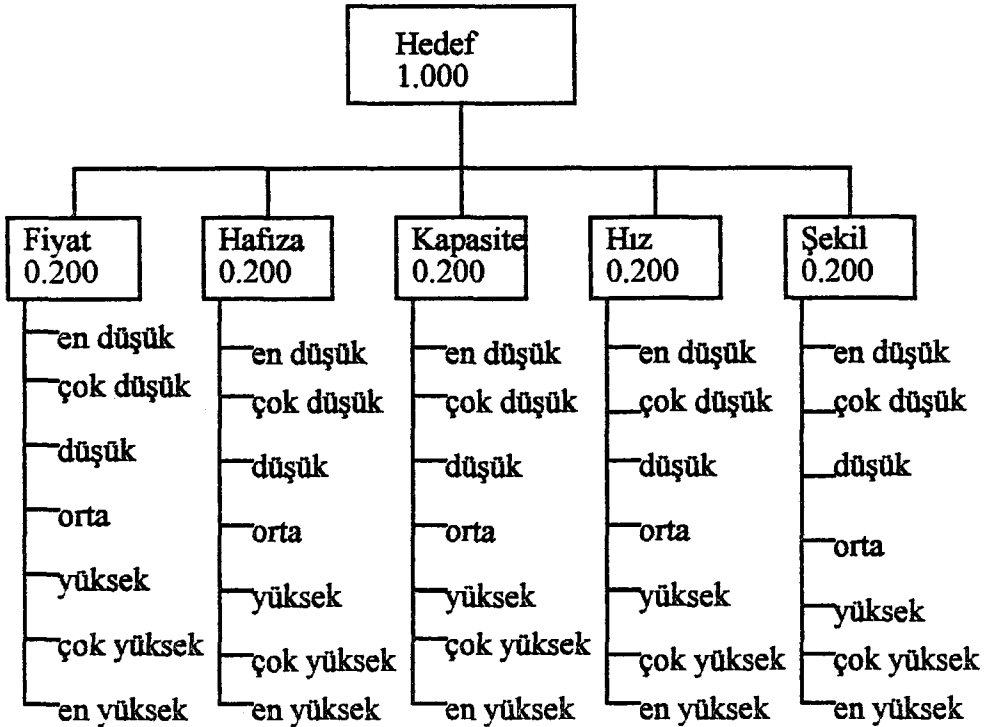 Hedef
1.000
Fiyat
0.200
Hafıza
0.200
Kapasite
0.200
Hız
0.200
Şekil
0.200
en düşük
çok düşük
düşük
orta
yüksek
çok yüksek
en yüksek
en düşük
çok düşük
düşük
orta
yüksek
çok yüksek
en yüksek
en düşük
çok düşük
düşük
orta
yüksek
çok yüksek
en yüksek
en düşük
çok düşük
düşük
orta
yüksek
çok yüksek
en yüksek
en düşük
çok düşük
düşük
orta
yüksek
çok yüksek
en yüksek